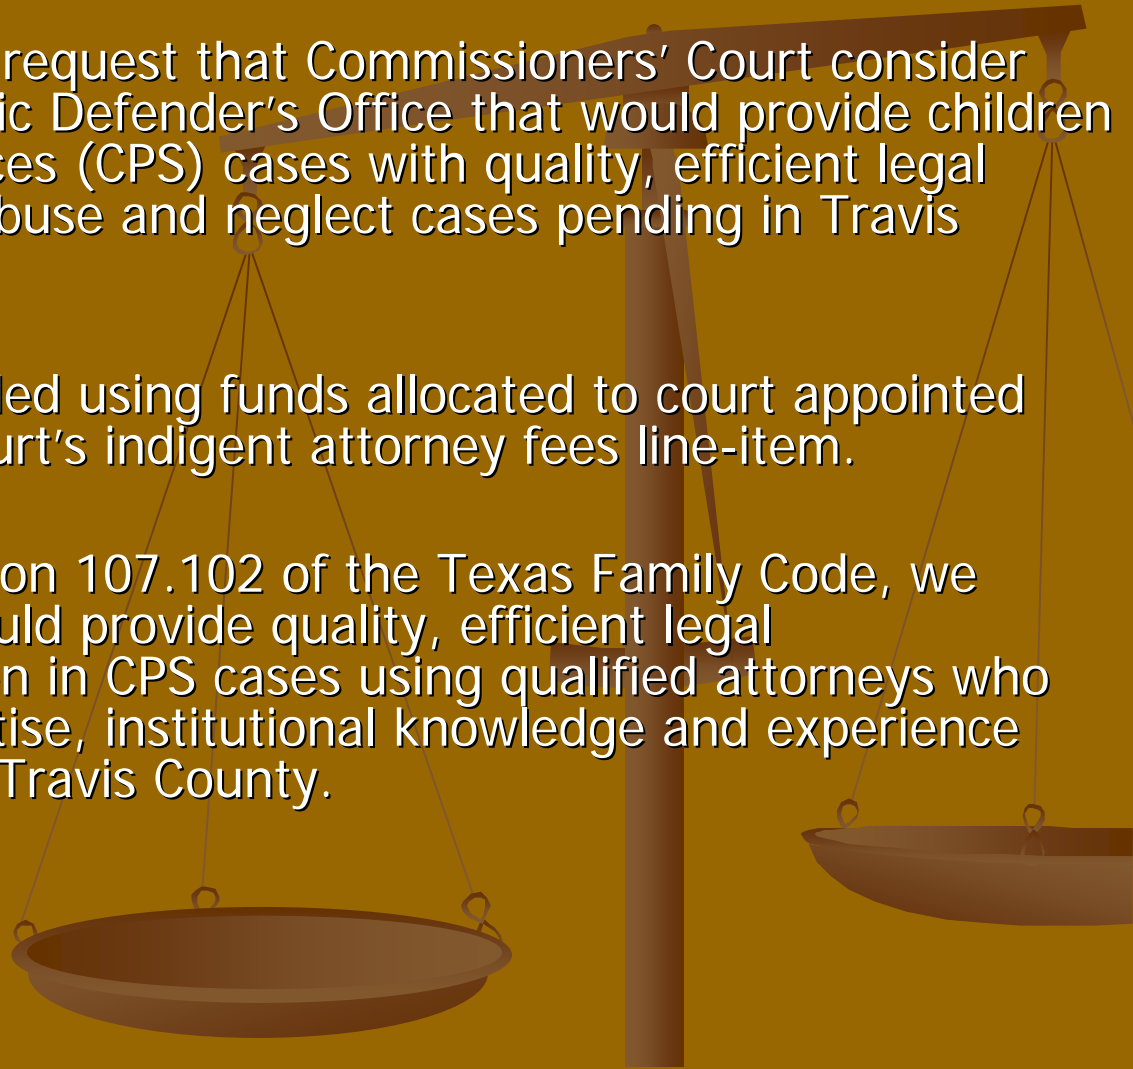 request that Commissioners' Court consider
ic Defender's Office that would provide children
ces (CPS) cases with quality, efficient legal
buse and neglect cases pending in Travis
led using funds allocated to court appointed
urt's indigent attorney fees line-item.
on 107.102 of the Texas Family Code, we
uld provide quality, efficient legal
n in CPS cases using qualified attorneys who
tise, institutional knowledge and experience
Travis County.